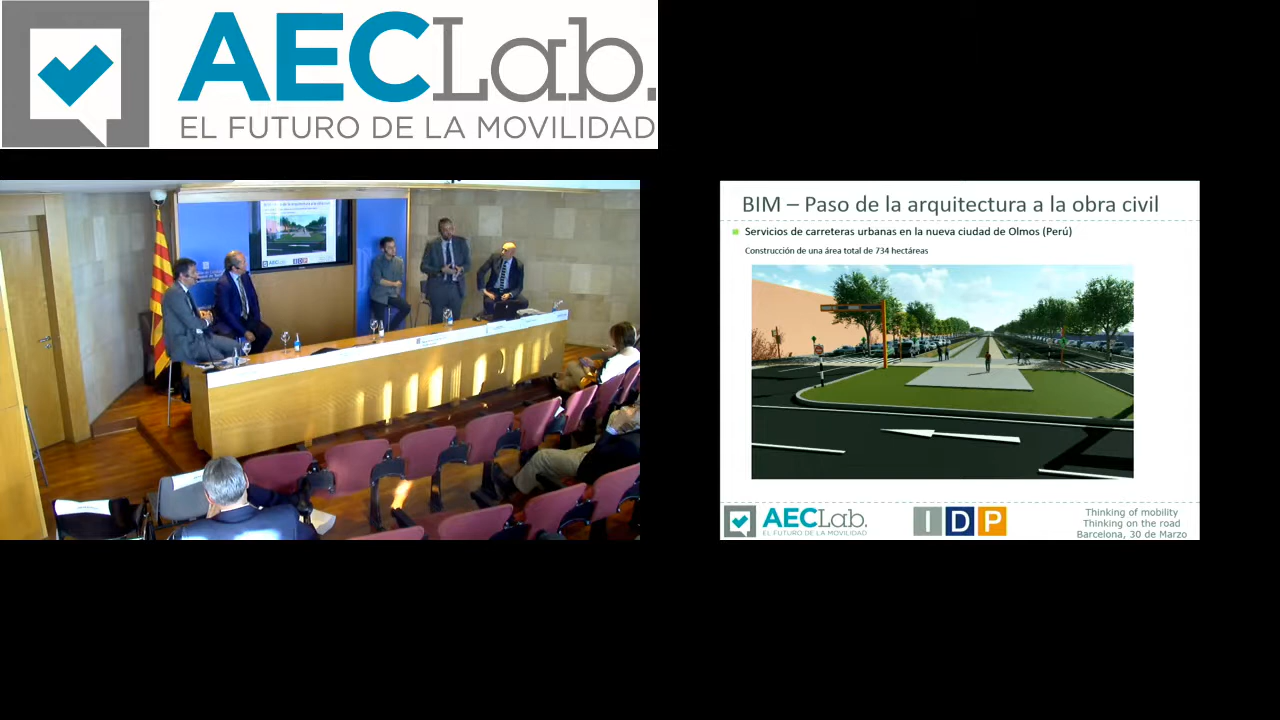 AECLab.
EL FUTURO DE LA MOVILIDAD
BIM – Paso de la arquitectura a la obra civil
Servicios de carreteras urbanas en la nueva ciudad de Olmos (Perú)
Construcción de una área total de 734 hectáreas
AECLab.
EL FUTURO DE LA MOVILIDAD
IDP
Thinking of mobility
Thinking on the road
Barcelona, 30 de Marzo